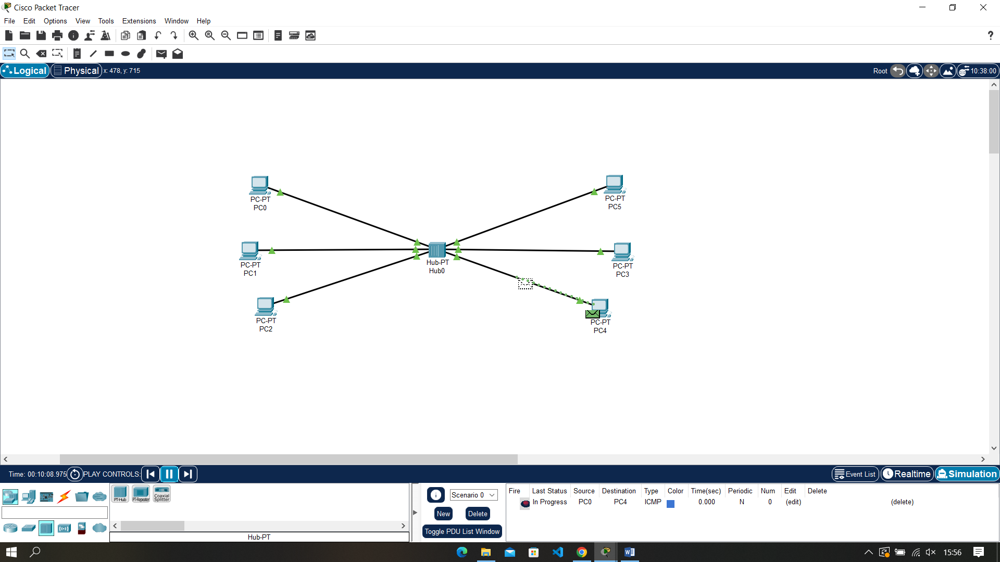 Cisco Packet Tracer
File Edit Options View Tools Extensions Window Help
?
Logical Physical x: 478, y: 715 Root 10:38:00
PC-PT
PC0
PC-PT
PC5
PC-PT
PC1
Hub-PT
Hub0
PC-PT
PC3
PC-PT
PC2
PC-PT
PC4
Time: 00:10:08.975 PLAY CONTROLS: Event List Realtime Simulation
PT-Hub PT-Repeater Coaxial Splitter
Hub-PT
Scenario 0
New Delete
Toggle PDU List Window
Fire Last Status Source Destination Type Color Time(sec) Periodic Num Edit Delete
In Progress PC0 PC4 ICMP 0.000 N 0 (edit) (delete)
15:56